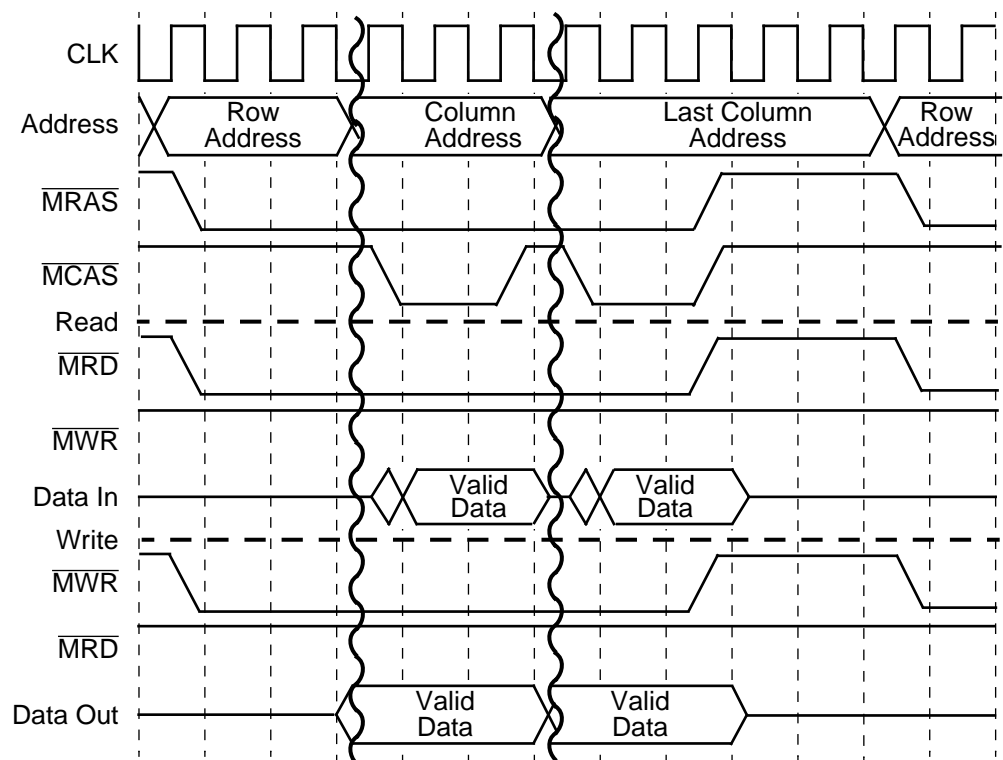 CLK
Address
Row
Address
Column
Address
Last Column
Address
Row
Address
MRAS
MCAS
Read
MRD
MWR
Data In
Valid
Data
Valid
Data
Write
MWR
MRD
Data Out
Valid
Data
Valid
Data